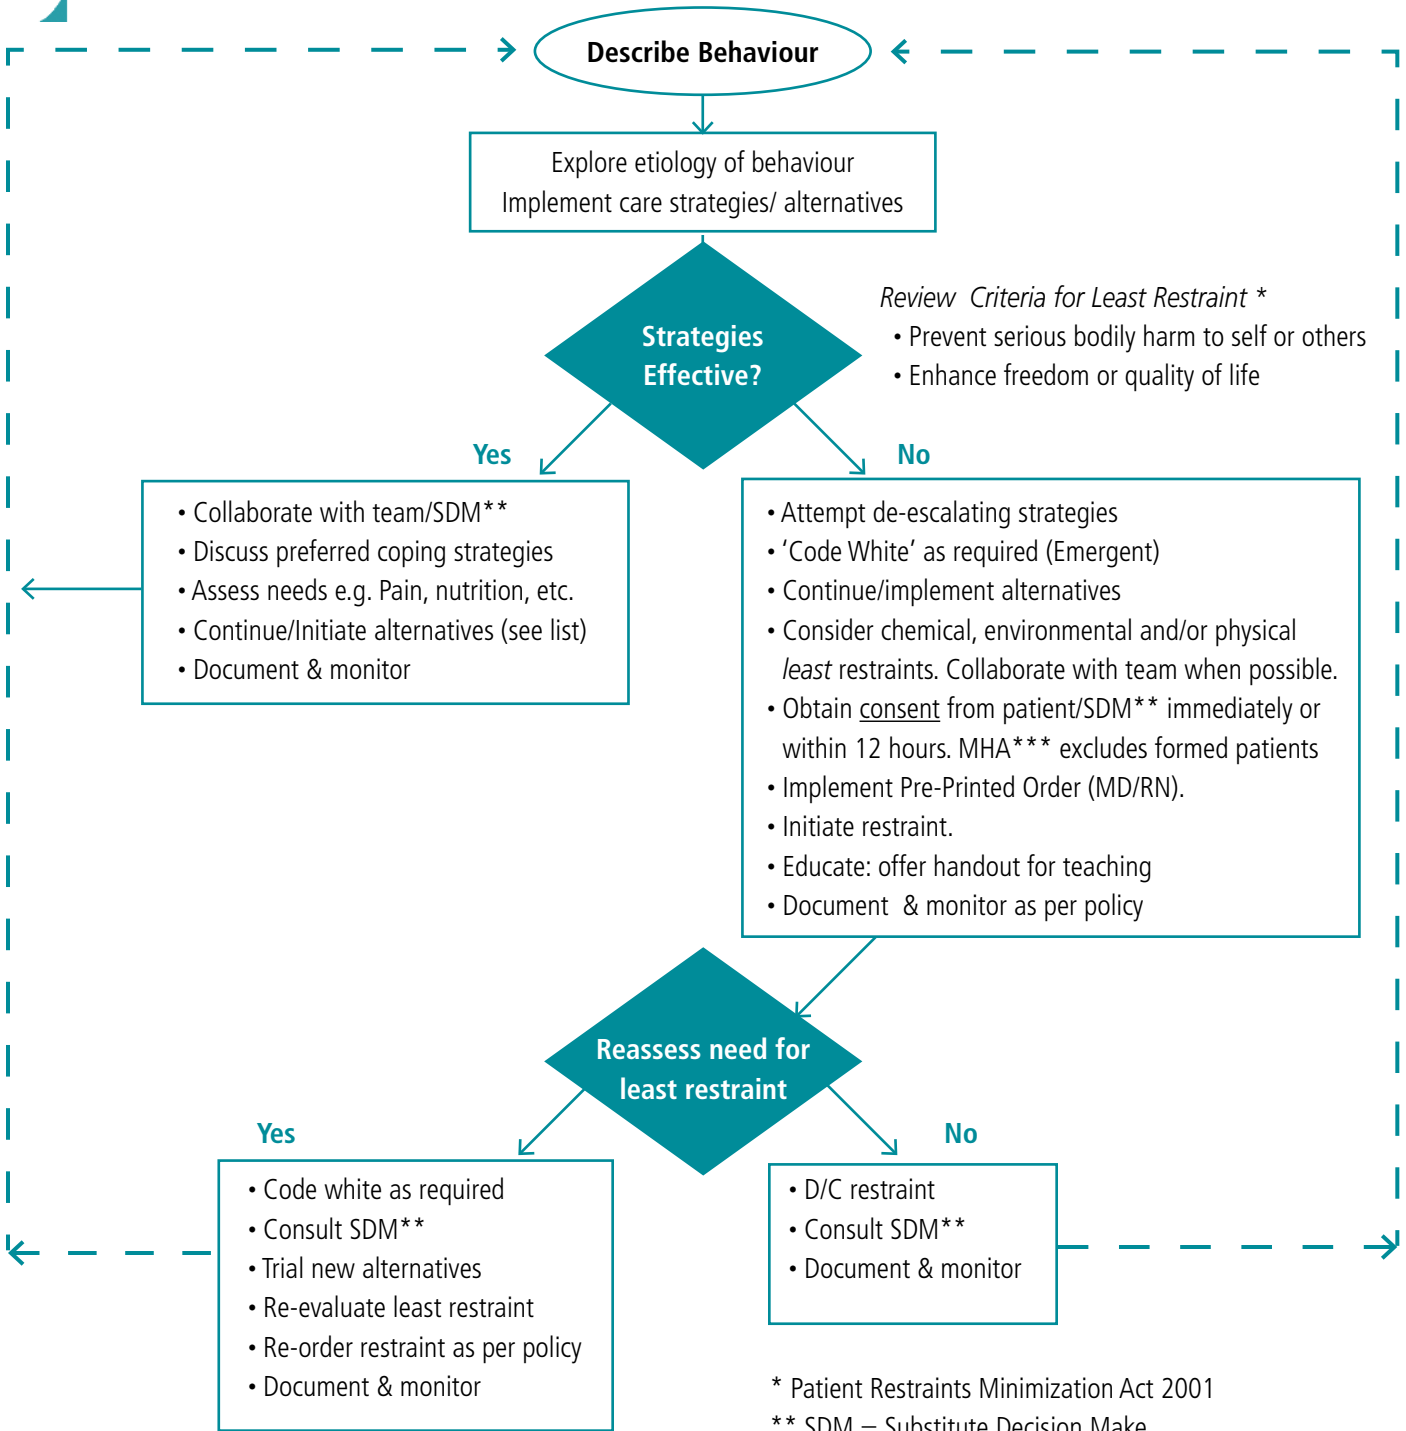 Describe Behaviour
Explore etiology of behaviour
Implement care strategies/ alternatives
Strategies
Effective?
Review Criteria for Least Restraint *
• Prevent serious bodily harm to self or others
• Enhance freedom or quality of life
Yes
No
• Collaborate with team/SDM**
• Discuss preferred coping strategies
• Assess needs e.g. Pain, nutrition, etc.
• Continue/Initiate alternatives (see list)
• Document & monitor
• Attempt de-escalating strategies
• ‘Code White’ as required (Emergent)
• Continue/implement alternatives
• Consider chemical, environmental and/or physical
least restraints. Collaborate with team when possible.
• Obtain consent from patient/SDM** immediately or
within 12 hours. MHA*** excludes formed patients
• Implement Pre-Printed Order (MD/RN).
• Initiate restraint.
• Educate: offer handout for teaching
• Document & monitor as per policy
Reassess need for
least restraint
Yes
No
• Code white as required
• Consult SDM**
• Trial new alternatives
• Re-evaluate least restraint
• Re-order restraint as per policy
• Document & monitor
• D/C restraint
• Consult SDM**
• Document & monitor
* Patient Restraints Minimization Act 2001
** SDM – Substitute Decision Make